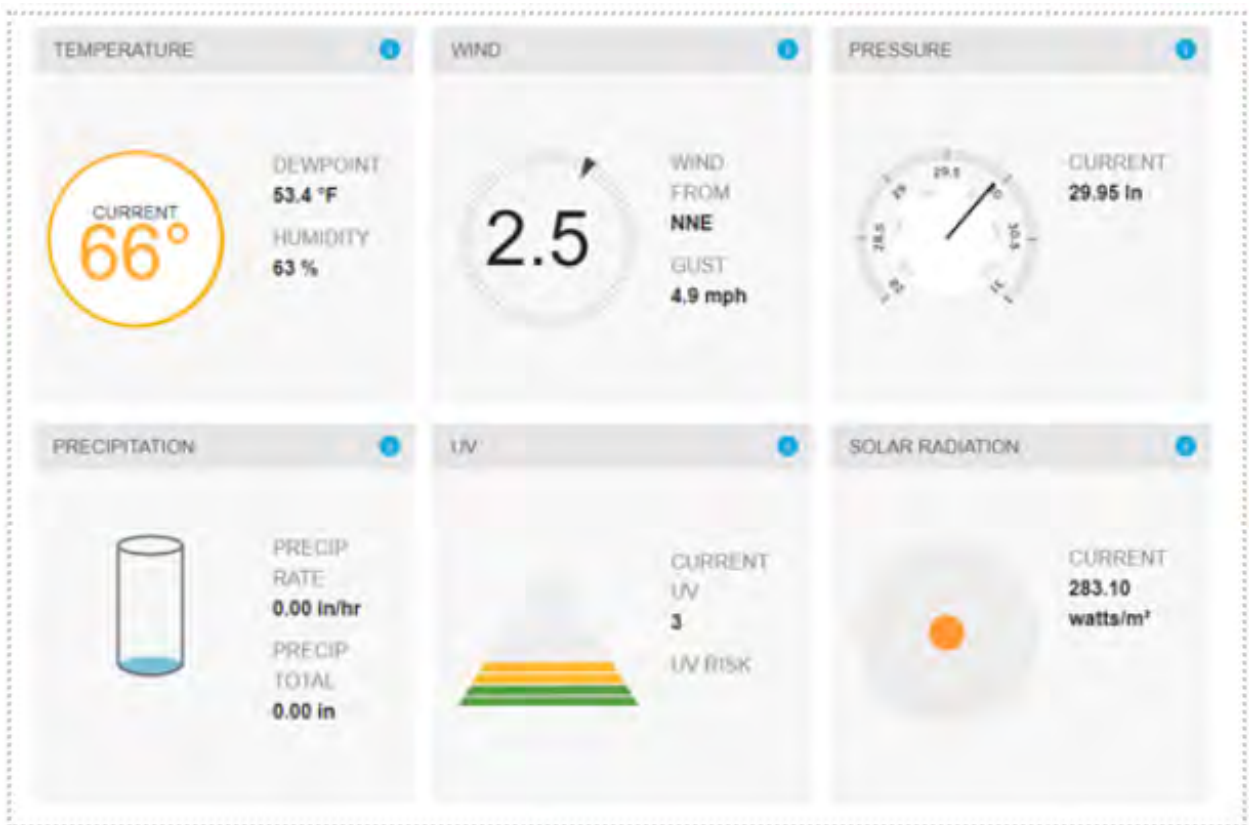 TEMPERATURE
CURRENT
66°
DEWPOINT
53.4 °F
HUMIDITY
63 %
WIND
2.5
WIND
FROM
NNE
GUST
4.9 mph
PRESSURE
28
28.5
29
29.5
30
30.5
31
CURRENT
29.95 in
PRECIPITATION
PRECIP
RATE
0.00 in/hr
PRECIP
TOTAL
0.00 in
UV
CURRENT
UV
3
UV RISK
SOLAR RADIATION
CURRENT
283.10
watts/m²